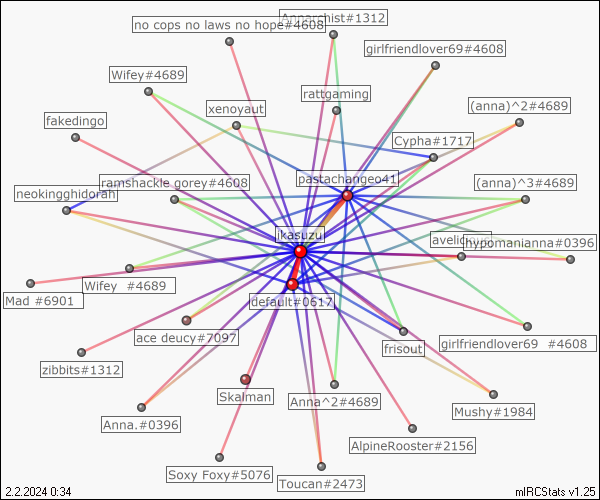 no cops no laws no hope#4608
Annarchist#1312
girlfriendlover69#4608
Wifey#4689
rattgaming
(anna)^2#4689
xenoyaut
fakedingo
Cypha#1717
pastachangeo41
ramshackle gorey#4608
(anna)^3#4689
neokingghidorah
ikasuzu
hypomanianna#0396
Wifey #4689
Mad #6901
default#0617
ace deucy#7097
frisout
girlfriendlover69 #4608
zibbits#1312
Skalman
Anna^2#4689
Mushy#1984
Anna.#0396
AlpineRooster#2156
Soxy Foxy#5076
Toucan#2473
2.2.2024 0:34
mIRCStats v1.25